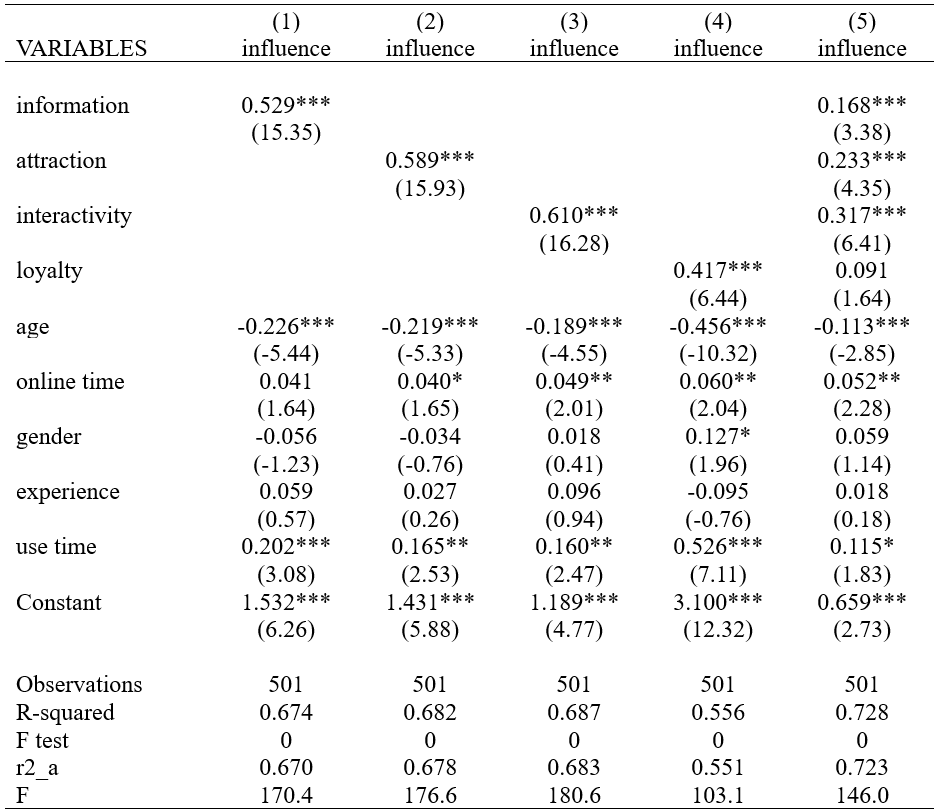 (1) (2) (3) (4) (5)
VARIABLES influence influence influence influence influence
information 0.529*** 0.168***
(15.35) (3.38)
attraction 0.589*** 0.233***
(15.93) (4.35)
interactivity 0.610*** 0.317***
(16.28) (6.41)
loyalty 0.417*** 0.091
(6.44) (1.64)
age -0.226*** -0.219*** -0.189*** -0.456*** -0.113***
(-5.44) (-5.33) (-4.55) (-10.32) (-2.85)
online time 0.041 0.040* 0.049** 0.060** 0.052**
(1.64) (1.65) (2.01) (2.04) (2.28)
gender -0.056 -0.034 0.018 0.127* 0.059
(-1.23) (-0.76) (0.41) (1.96) (1.14)
experience 0.059 0.027 0.096 -0.095 0.018
(0.57) (0.26) (0.94) (-0.76) (0.18)
use time 0.202*** 0.165** 0.160** 0.526*** 0.115*
(3.08) (2.53) (2.47) (7.11) (1.83)
Constant 1.532*** 1.431*** 1.189*** 3.100*** 0.659***
(6.26) (5.88) (4.77) (12.32) (2.73)
Observations 501 501 501 501 501
R-squared 0.674 0.682 0.687 0.556 0.728
F test 0 0 0 0 0
r2_a 0.670 0.678 0.683 0.551 0.723
F 170.4 176.6 180.6 103.1 146.0